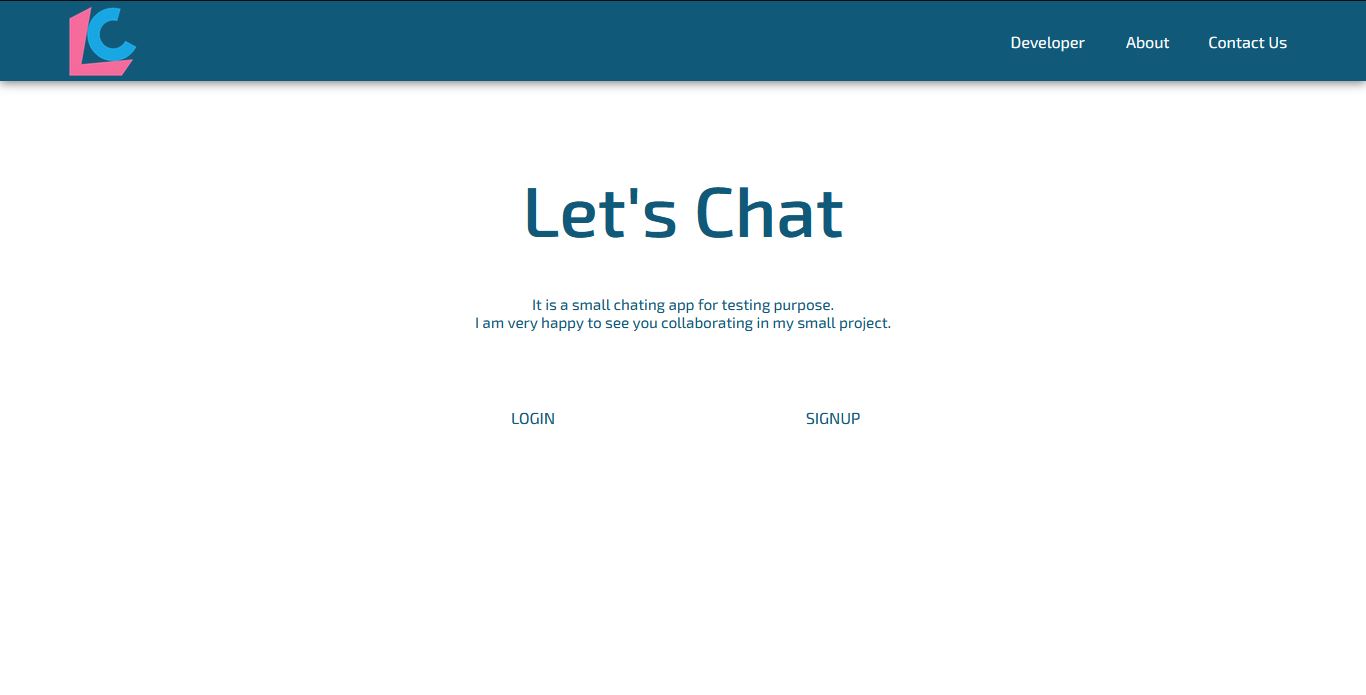 LC
Developer About Contact Us
Let's Chat
It is a small chating app for testing purpose.
I am very happy to see you collaborating in my small project.
LOGIN SIGNUP